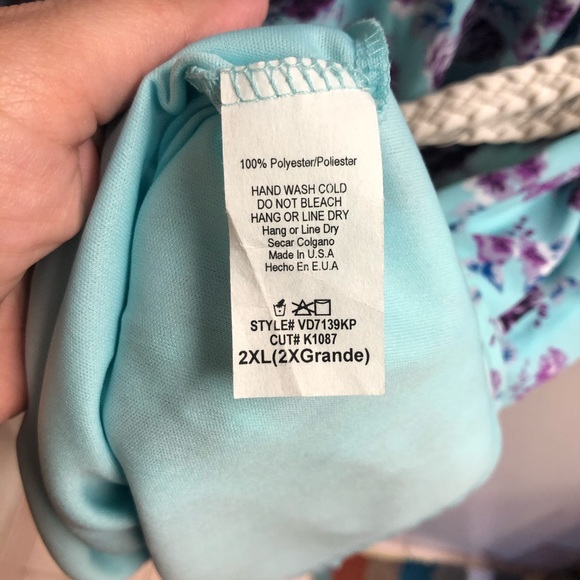 100% Polyester/Poliester
HAND WASH COLD
DO NOT BLEACH
HANG OR LINE DRY
Hang or Line Dry
Secar Colgano
Made In U.S.A
Hecho En E.U.A
STYLE# VD7139KP
CUT# K1087
2XL(2XGrande)